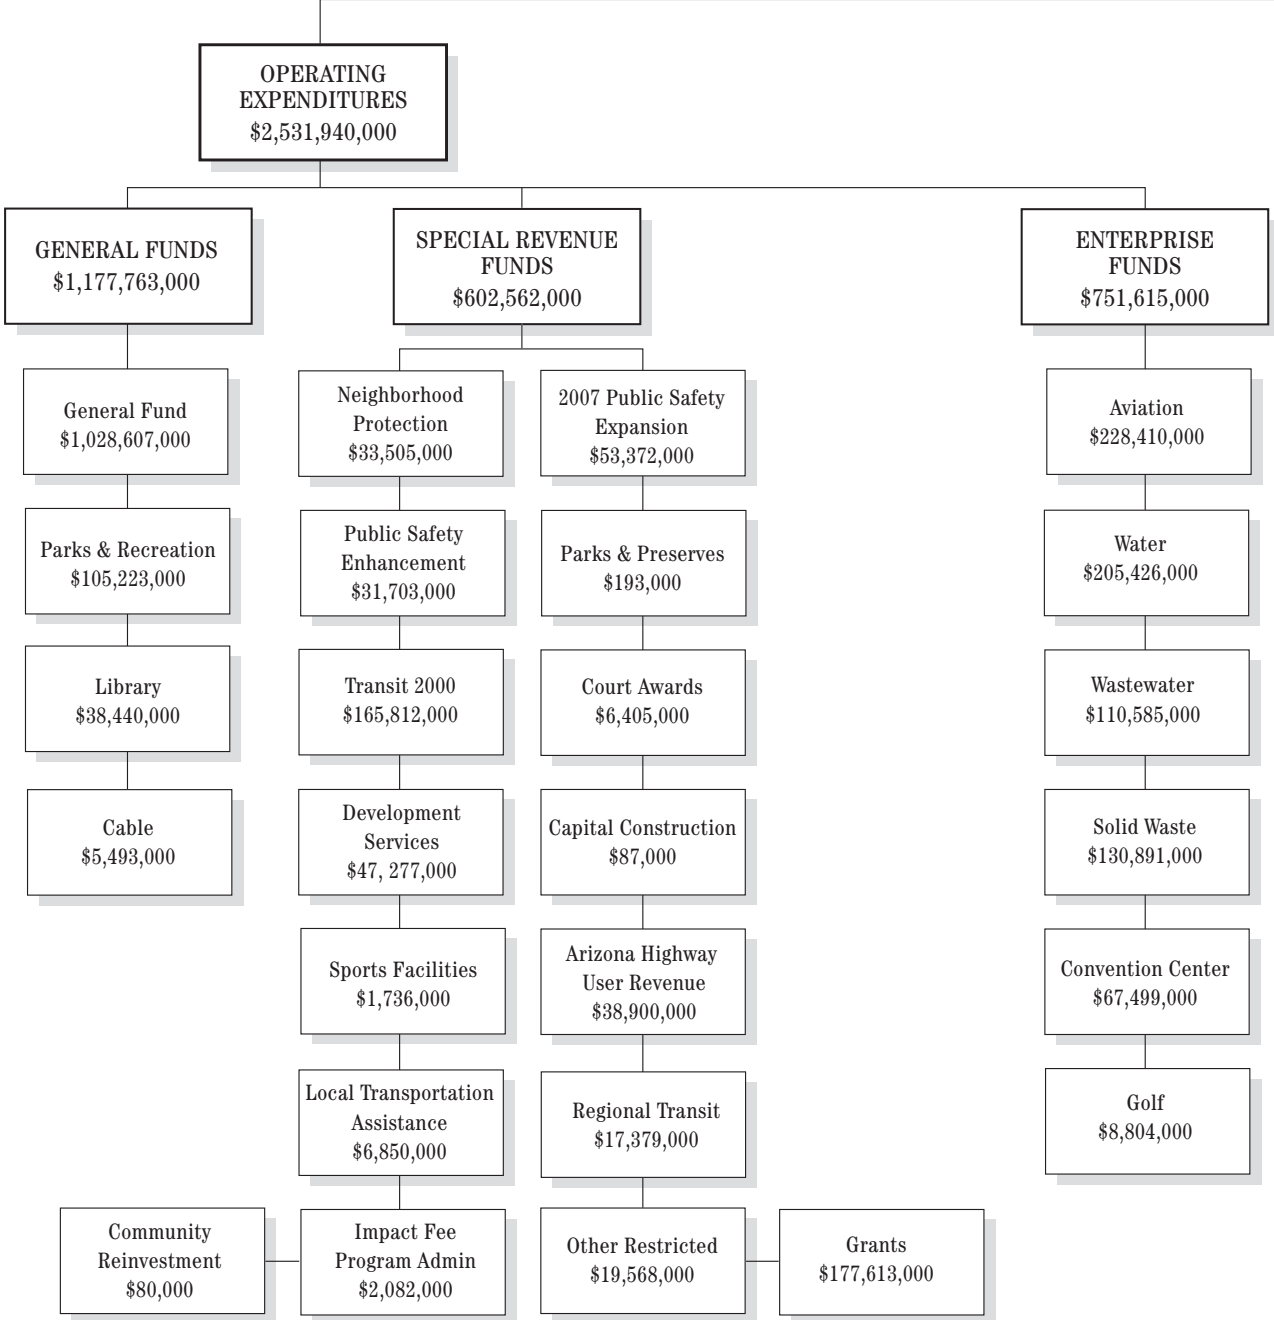 OPERATING
EXPENDITURES
$2,531,940,000
GENERAL FUNDS
$1,177,763,000
SPECIAL REVENUE
FUNDS
$602,562,000
ENTERPRISE
FUNDS
$751,615,000
General Fund
$1,028,607,000
Parks & Recreation
$105,223,000
Library
$38,440,000
Cable
$5,493,000
Neighborhood
Protection
$33,505,000
Public Safety
Enhancement
$31,703,000
Transit 2000
$165,812,000
Development
Services
$47, 277,000
Sports Facilities
$1,736,000
Local Transportation
Assistance
$6,850,000
Impact Fee
Program Admin
$2,082,000
Community
Reinvestment
$80,000
2007 Public Safety
Expansion
$53,372,000
Parks & Preserves
$193,000
Court Awards
$6,405,000
Capital Construction
$87,000
Arizona Highway
User Revenue
$38,900,000
Regional Transit
$17,379,000
Other Restricted
$19,568,000
Grants
$177,613,000
Aviation
$228,410,000
Water
$205,426,000
Wastewater
$110,585,000
Solid Waste
$130,891,000
Convention Center
$67,499,000
Golf
$8,804,000